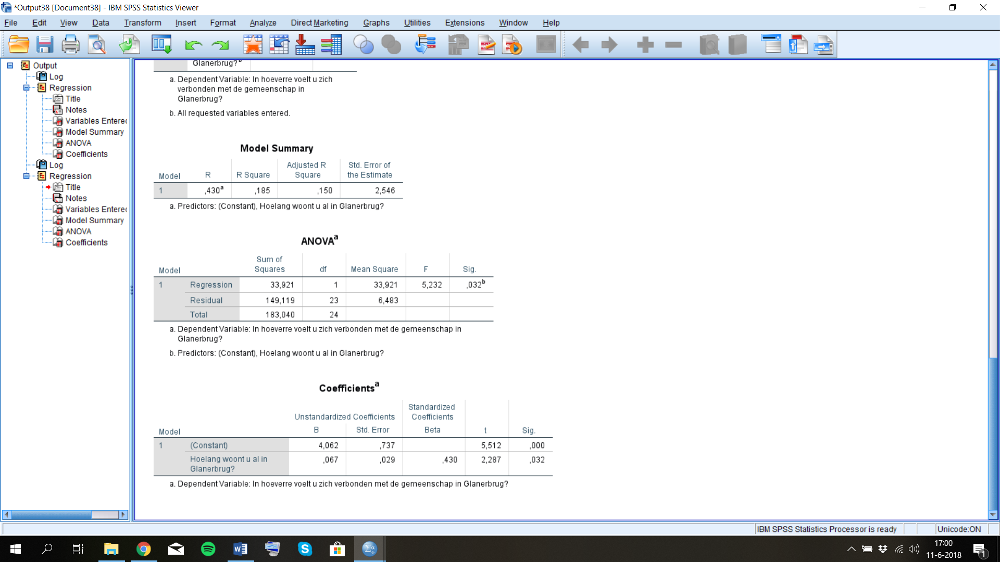 *Output38 [Document38] - IBM SPSS Statistics Viewer
File Edit View Data Transform Insert Format Analyze Direct Marketing Graphs Utilities Extensions Window Help
Output
Log
Regression
Title
Notes
Variables Entered
Model Summary
ANOVA
Coefficients
Log
Regression
Title
Notes
Variables Entered
Model Summary
ANOVA
Coefficients
Glanerbrug?b
a. Dependent Variable: In hoeverre voelt u zich
verbonden met de gemeenschap in
Glanerbrug?
b. All requested variables entered.
Model Summary
Adjusted R Std. Error of
Model R R Square Square the Estimate
1 ,430a ,185 ,150 2,546
a. Predictors: (Constant), Hoelang woont u al in Glanerbrug?
ANOVAa
Sum of
Model Squares df Mean Square F Sig.
1 Regression 33,921 1 33,921 5,232 ,032b
Residual 149,119 23 6,483
Total 183,040 24
a. Dependent Variable: In hoeverre voelt u zich verbonden met de gemeenschap in
Glanerbrug?
b. Predictors: (Constant), Hoelang woont u al in Glanerbrug?
Coefficientsa
Standardized
Unstandardized Coefficients Coefficients
Model B Std. Error Beta t Sig.
1 (Constant) 4,062 ,737 5,512 ,000
Hoelang woont u al in ,067 ,029 ,430 2,287 ,032
Glanerbrug?
a. Dependent Variable: In hoeverre voelt u zich verbonden met de gemeenschap in Glanerbrug?
IBM SPSS Statistics Processor is ready Unicode:ON
17:00
11-6-2018
1